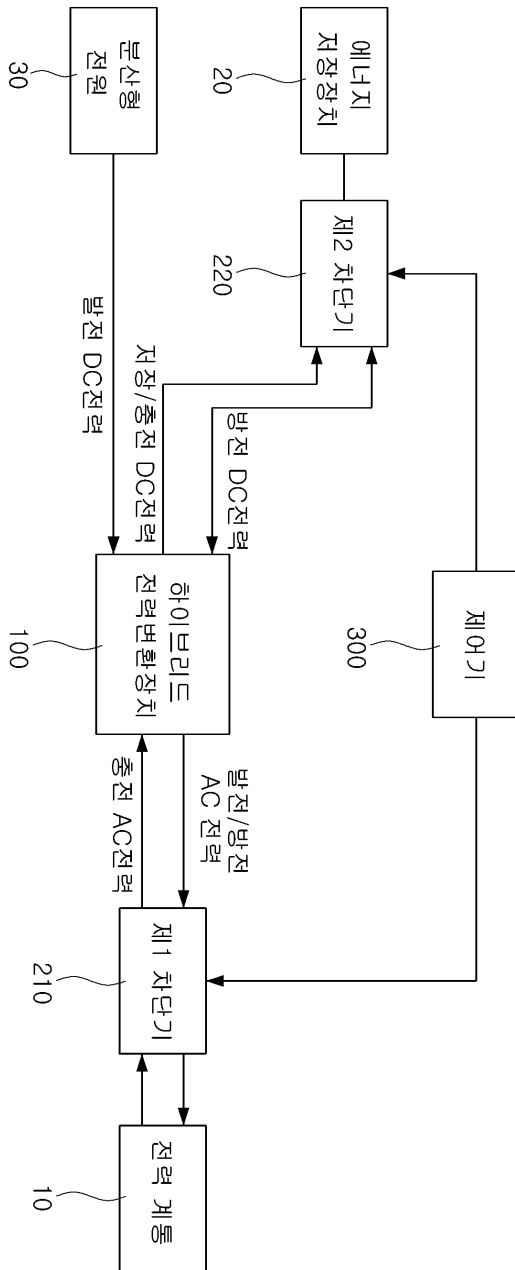 제어기
300
에너지
저장장치
20
제2 차단기
220
방전 DC전력
저장/충전 DC전력
발전/방전
AC 전력
하이브리드
전력변환장치
100
충전 AC전력
제1 차단기
210
전력 계통
10
분산형
전원
30
발전 DC전력